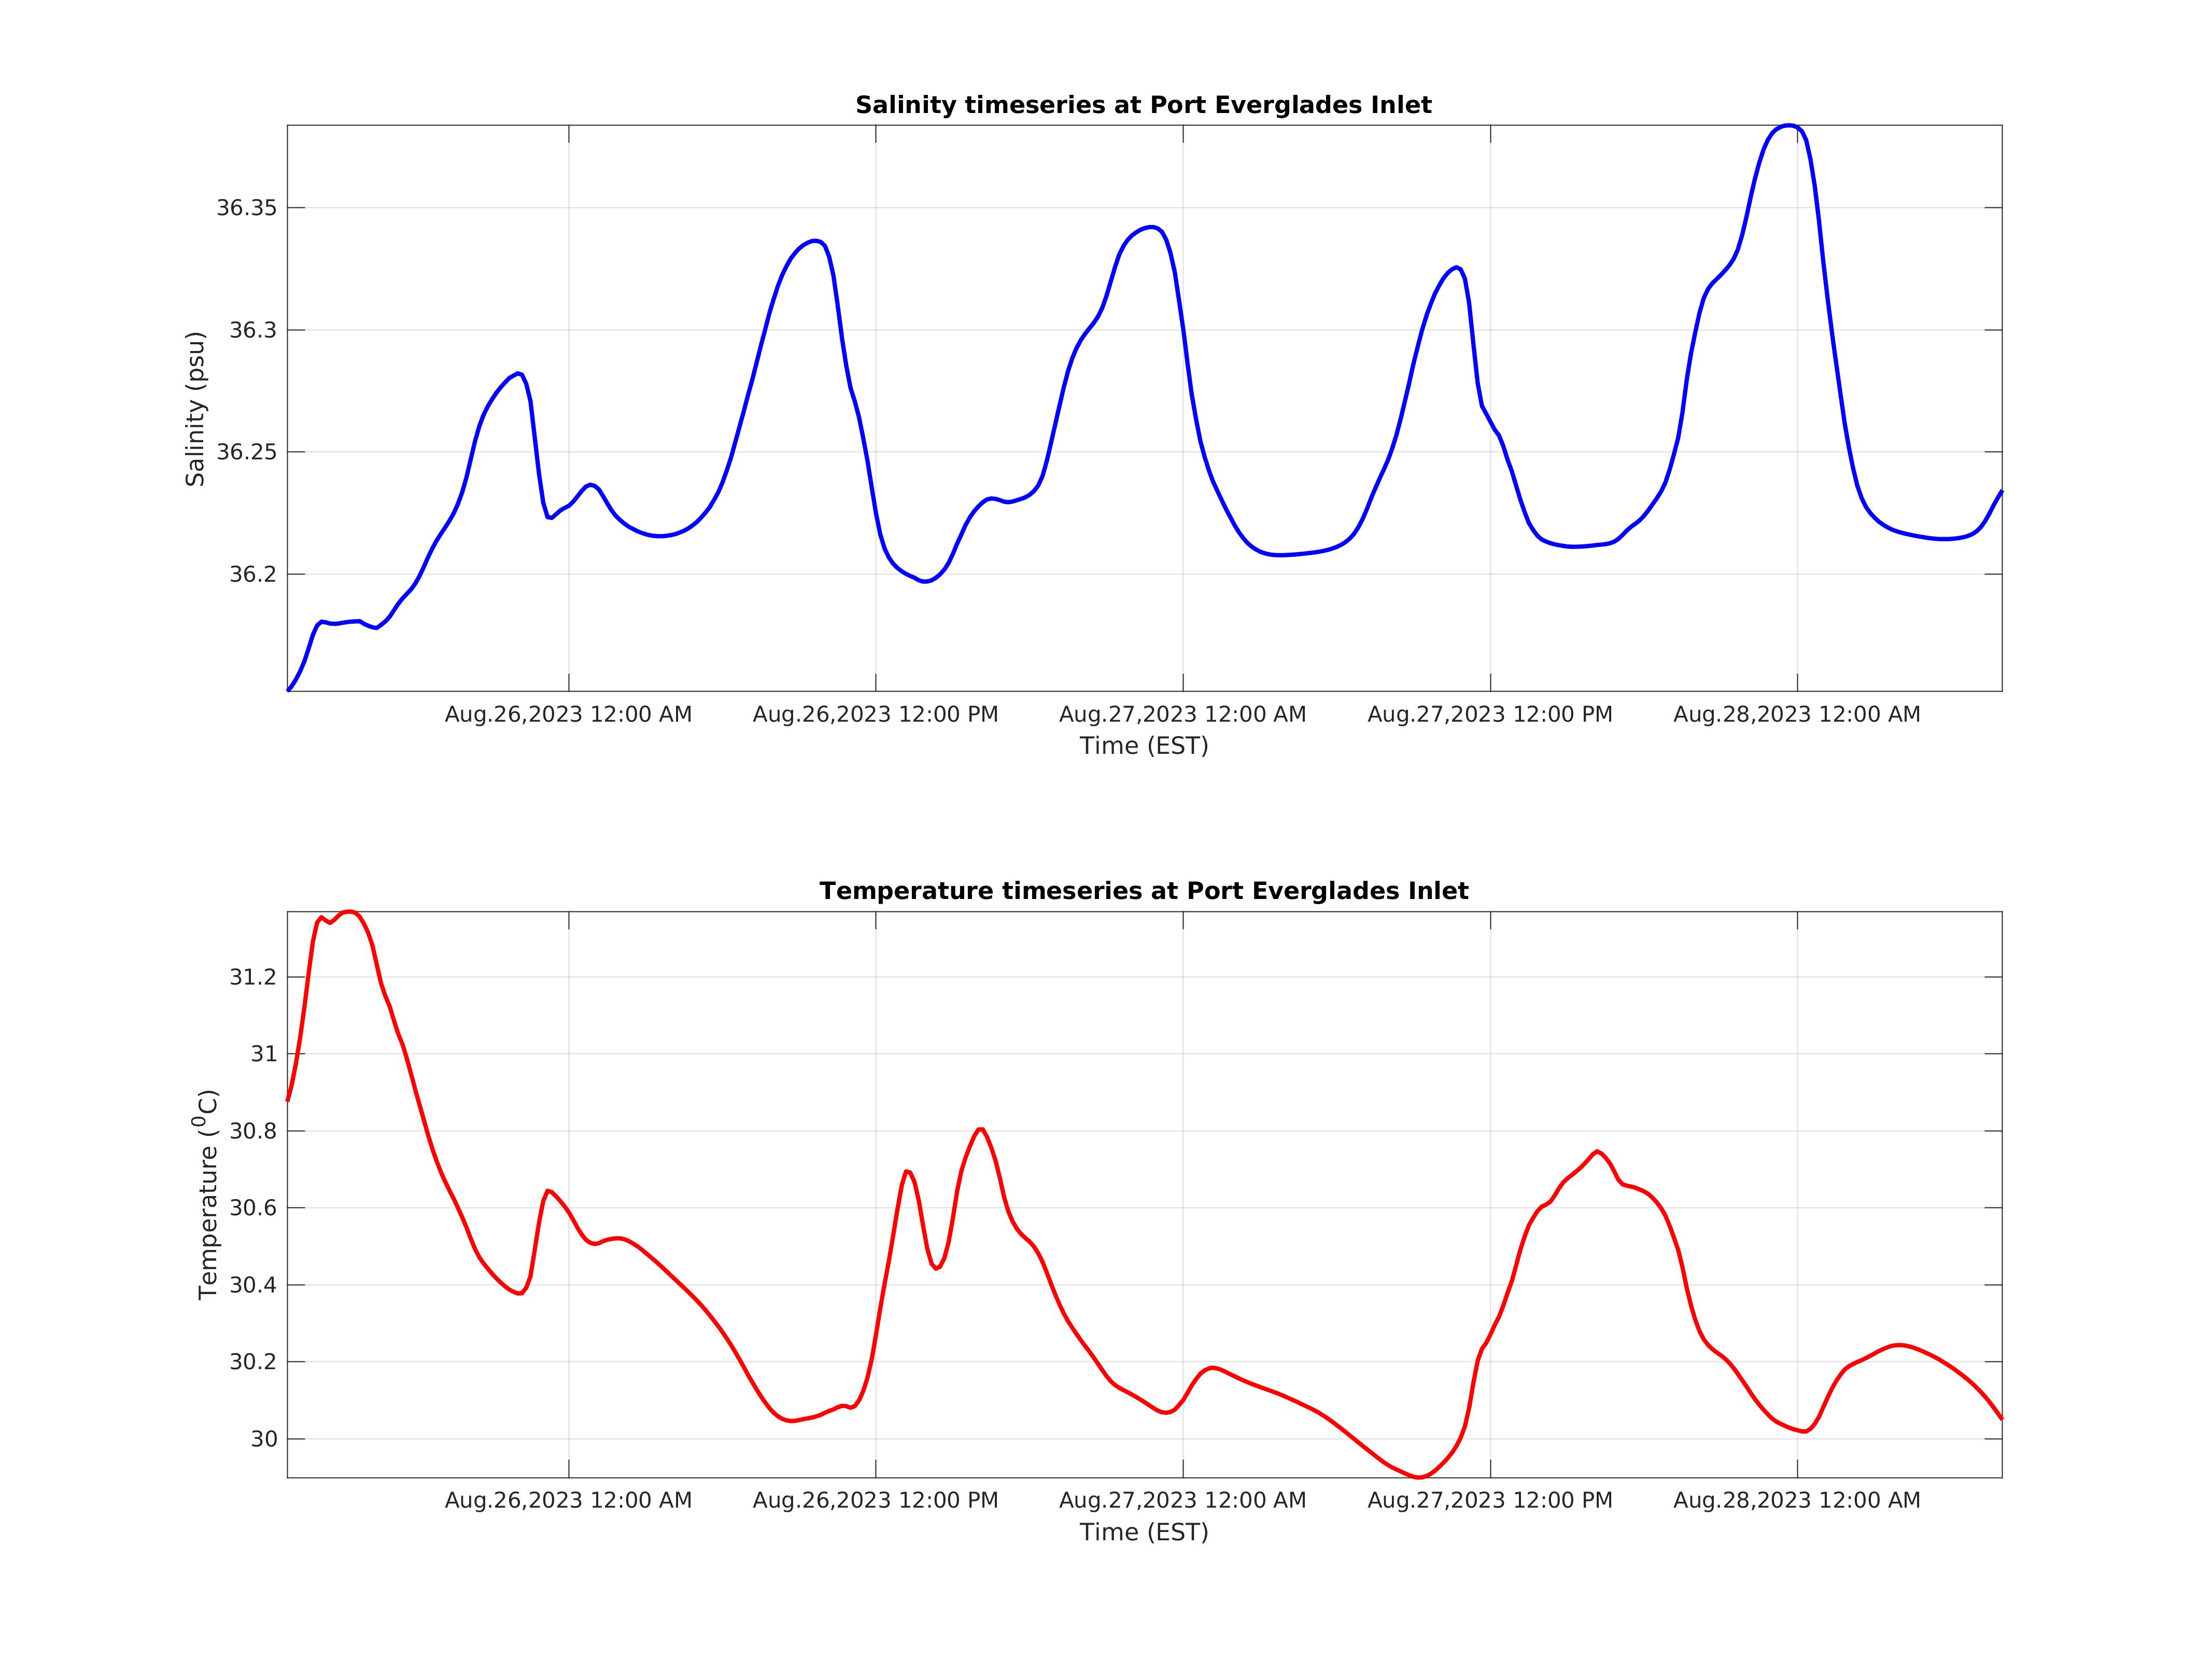 Salinity timeseries at Port Everglades Inlet
Salinity (psu)
36.35
36.3
36.25
36.2
Aug.26,2023 12:00 AM Aug.26,2023 12:00 PM Aug.27,2023 12:00 AM Aug.27,2023 12:00 PM Aug.28,2023 12:00 AM
Time (EST)
Temperature timeseries at Port Everglades Inlet
Temperature (⁰C)
31.2
31
30.8
30.6
30.4
30.2
30
Aug.26,2023 12:00 AM Aug.26,2023 12:00 PM Aug.27,2023 12:00 AM Aug.27,2023 12:00 PM Aug.28,2023 12:00 AM
Time (EST)